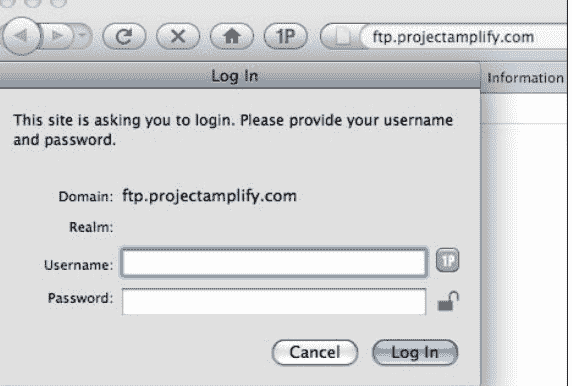 1P
ftp.projectamplify.com
Log In
Information
This site is asking you to login. Please provide your username
and password.
Domain: ftp.projectamplify.com
Realm:
Username:
1P
Password:
Cancel
Log In